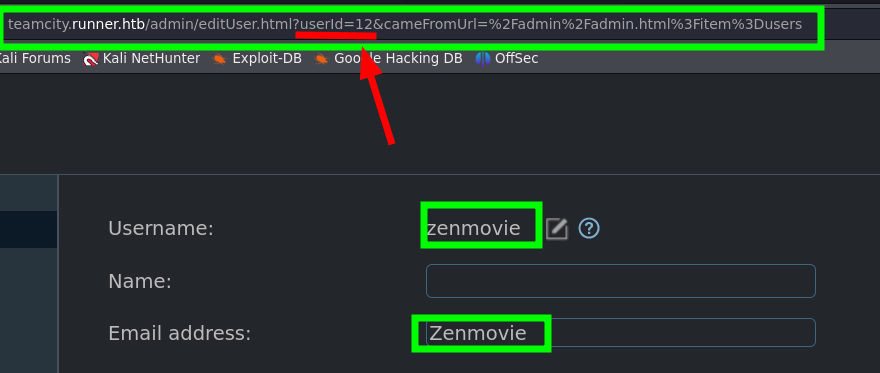 teamcity.runner.htb/admin/editUser.html?userId=12&cameFromUrl=%2Fadmin%2Fadmin.html%3Fitem%3Dusers
Kali Forums Kali NetHunter Exploit-DB Google Hacking DB OffSec
Username: zenmovie ?
Name:
Email address: Zenmovie